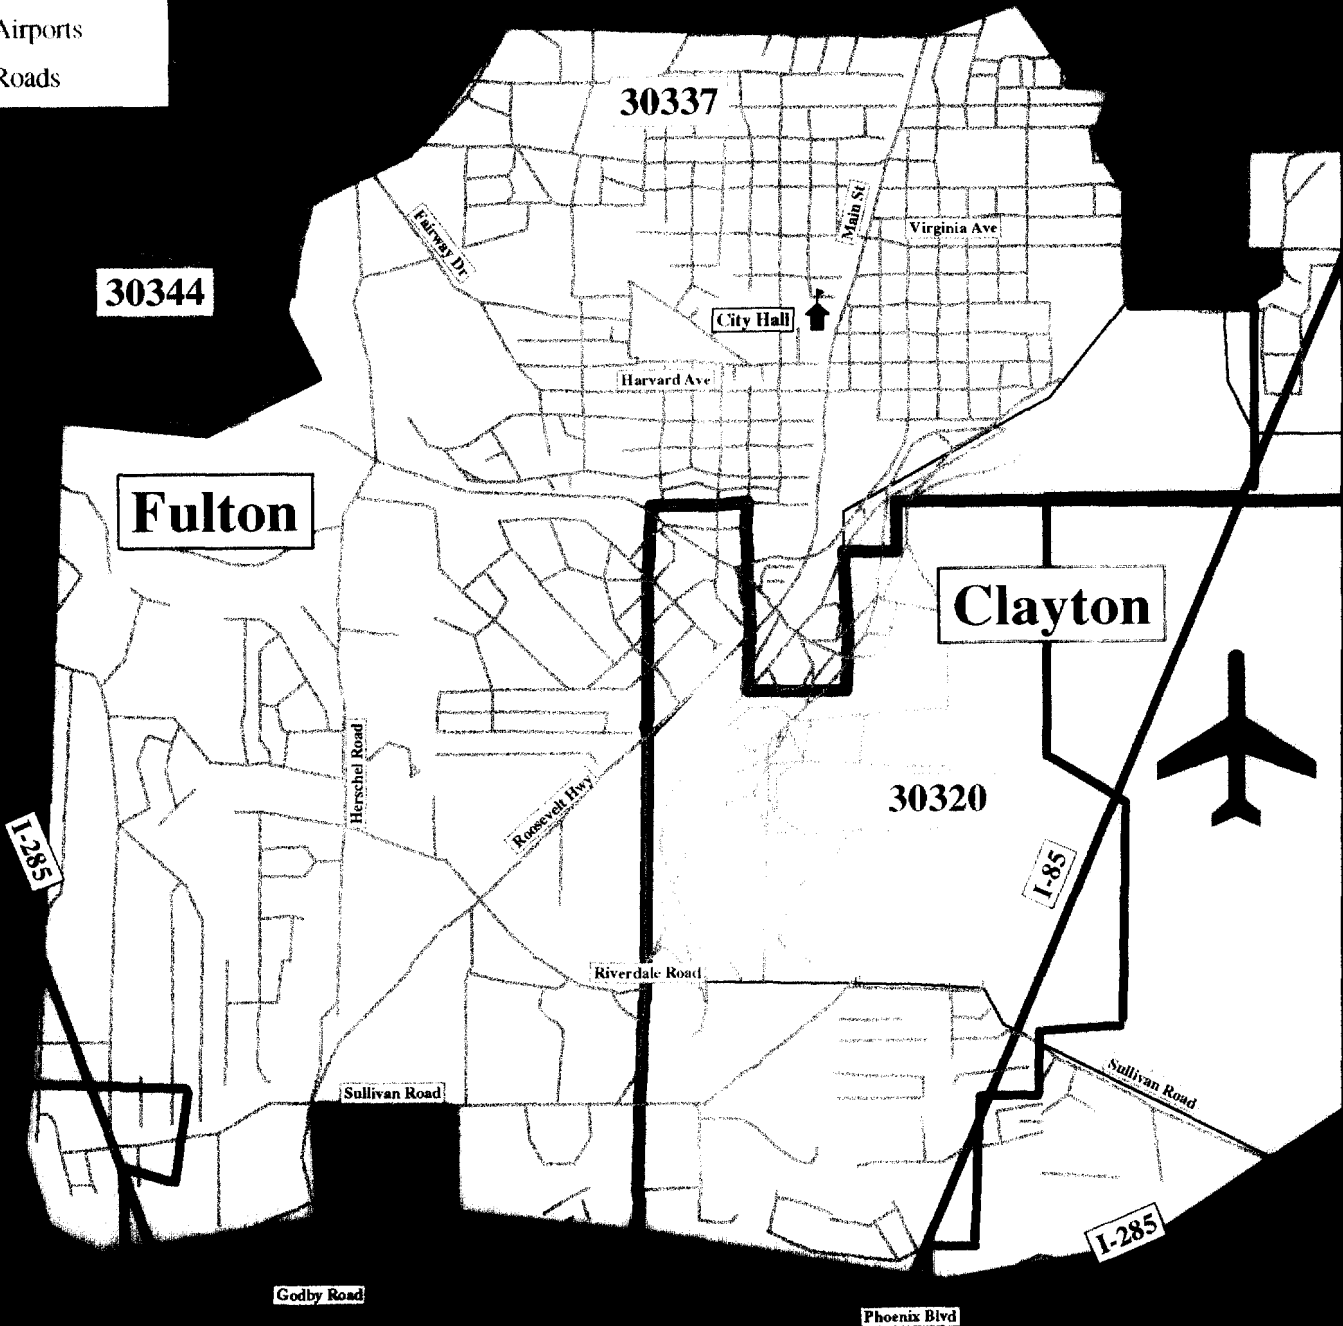 Airports
Roads
30337
Main St
Virginia Ave
Fairway Dr
30344
City Hall
Harvard Ave
Fulton
Clayton
Herschel Road
Roosevelt Hwy
30320
I-285
I-85
Riverdale Road
Sullivan Road
Sullivan Road
I-285
Godby Road
Phoenix Blvd